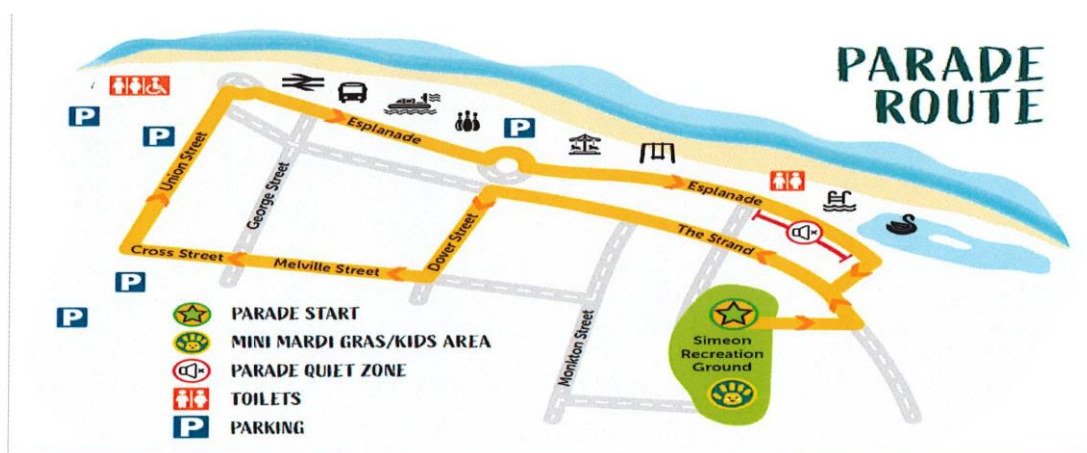 PARADE
ROUTE
P
P
Union Street
George Street
Esplanade
P
Esplanade
The Strand
Dover Street
Cross Street
Melville Street
P
P
Monkton Street
Simeon
Recreation
Ground
PARADE START
MINI MARDI GRAS/KIDS AREA
PARADE QUIET ZONE
TOILETS
P PARKING